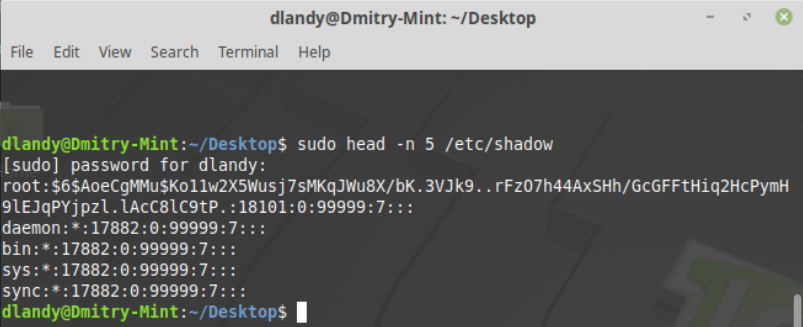 dlandy@Dmitry-Mint: ~/Desktop
File Edit View Search Terminal Help
dlandy@Dmitry-Mint:~/Desktop$ sudo head -n 5 /etc/shadow
[sudo] password for dlandy:
root:$6$AoeCgMMu$Ko11w2X5Wusj7sMKqJWu8X/bK.3VJk9..rFzO7h44AxSHh/GcGFFtHiq2HcPymH
9lEJqPYjpzl.lAcC8lC9tP.:18101:0:99999:7:::
daemon:*:17882:0:99999:7:::
bin:*:17882:0:99999:7:::
sys:*:17882:0:99999:7:::
sync:*:17882:0:99999:7:::
dlandy@Dmitry-Mint:~/Desktop$